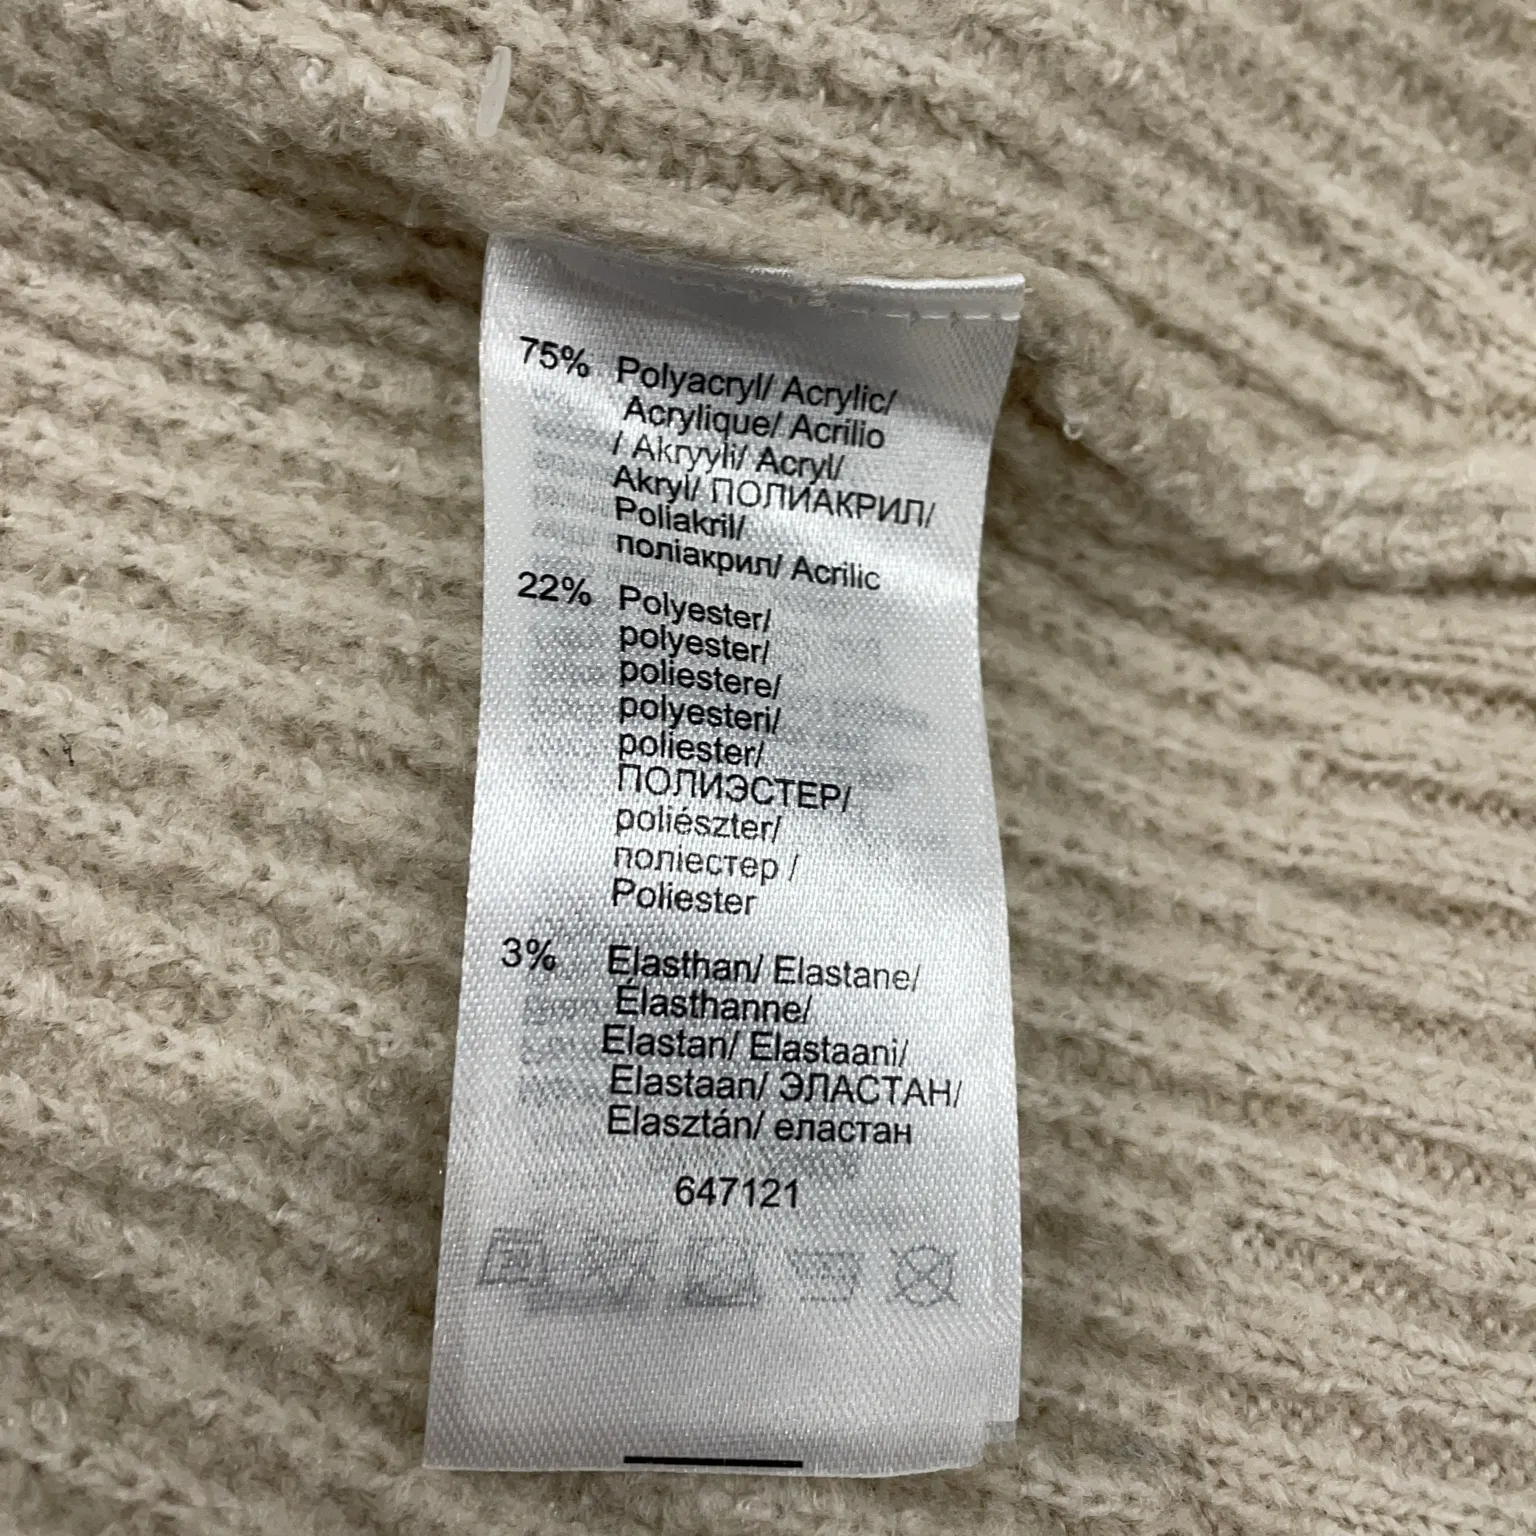 75% Polyacryl/ Acrylic/
Acrylique/ Acrilio
/ Akryyli/ Acryl/
Akryl/ ПОЛИАКРИЛ/
Poliakril/
поліакрил/ Acrilic
22% Polyester/
polyester/
poliestere/
polyesteri/
poliester/
ПОЛИЭСТЕР/
poliészter/
поліестер /
Poliester
3% Elasthan/ Elastane/
Élasthanne/
Elastan/ Elastaani/
Elastaan/ ЭЛАСТАН/
Elasztán/ еластан
647121